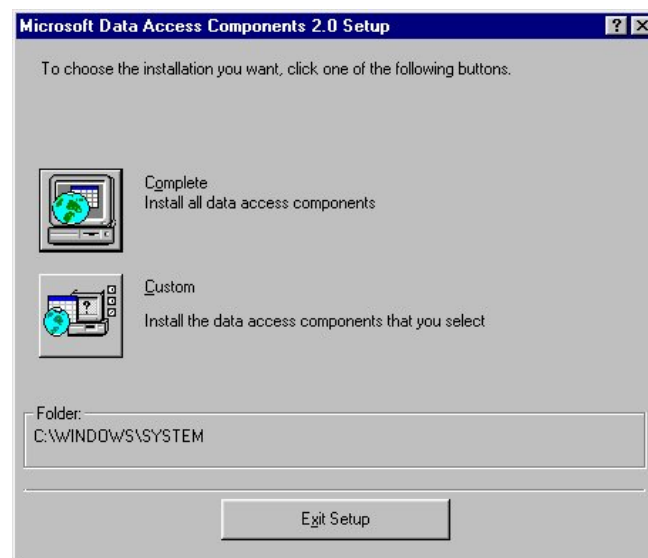 Microsoft Data Access Components 2.0 Setup
To choose the installation you want, click one of the following buttons.
Complete
Install all data access components
?
Custom
Install the data access components that you select
Folder:
C:\WINDOWS\SYSTEM
Exit Setup